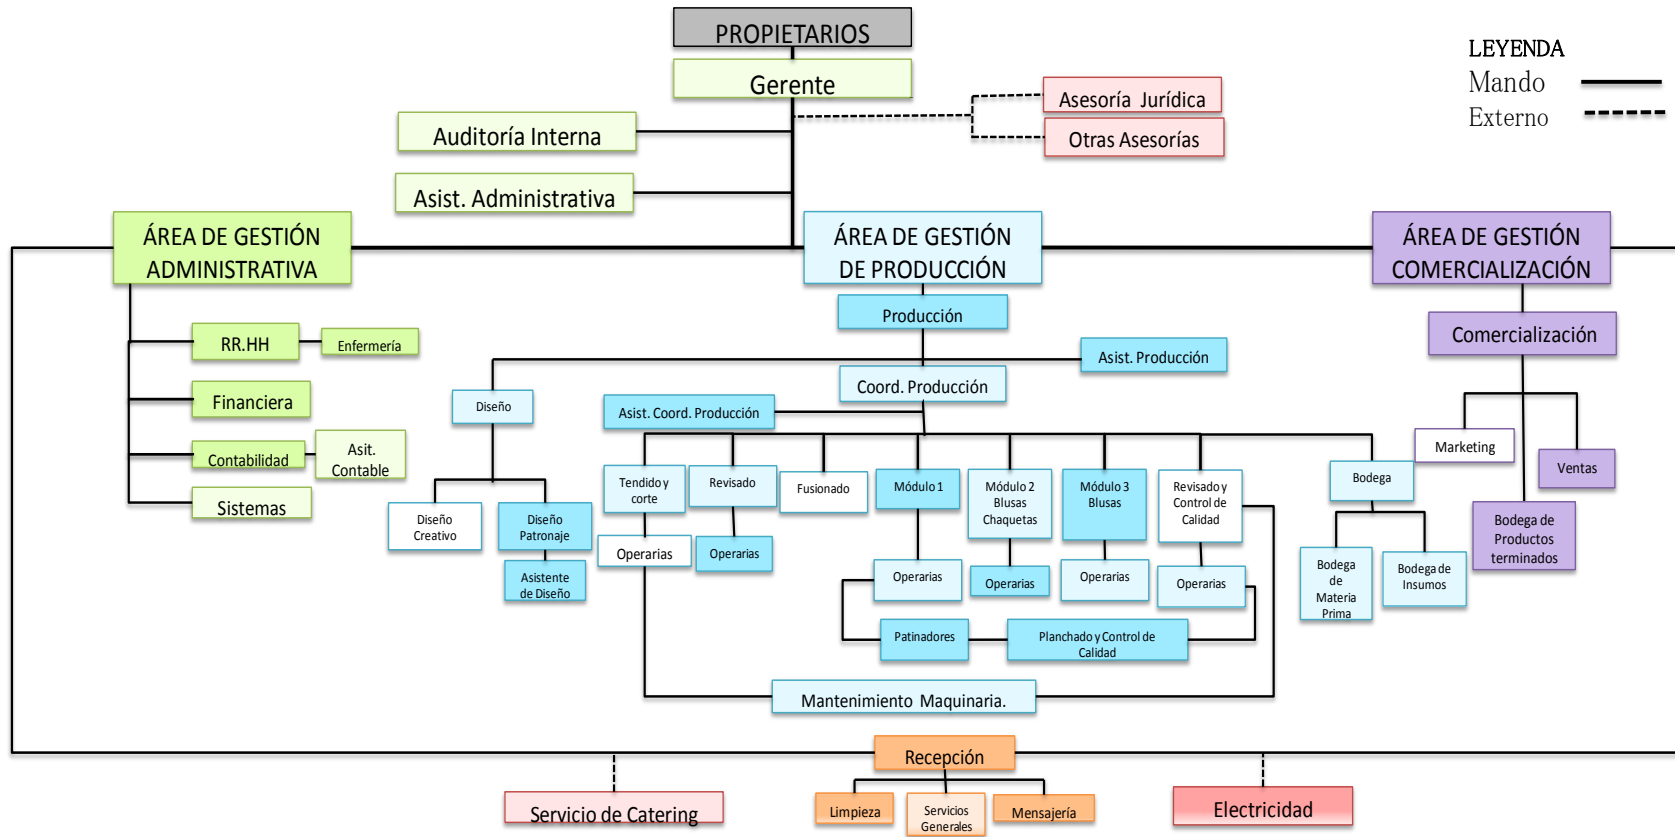 PROPIETARIOS
Gerente
LEYENDA
Mando
Externo
Asesoría Jurídica
Otras Asesorías
Auditoría Interna
Asist. Administrativa
ÁREA DE GESTIÓN
ADMINISTRATIVA
ÁREA DE GESTIÓN
DE PRODUCCIÓN
ÁREA DE GESTIÓN
COMERCIALIZACIÓN
RR.HH
Enfermería
Financiera
Contabilidad
Asit.
Contable
Sistemas
Producción
Asist. Producción
Coord. Producción
Diseño
Asist. Coord. Producción
Diseño
Creativo
Diseño
Patronaje
Asistente
de Diseño
Tendido y
corte
Operarias
Revisado
Operarias
Fusionado
Módulo 1
Operarias
Módulo 2
Blusas
Chaquetas
Operarias
Módulo 3
Blusas
Operarias
Revisado y
Control de
Calidad
Operarias
Patinadores
Planchado y Control de
Calidad
Mantenimiento Maquinaria.
Bodega
Bodega
de
Materia
Prima
Bodega de
Insumos
Comercialización
Marketing
Ventas
Bodega de
Productos
terminados
Recepción
Limpieza
Servicios
Generales
Mensajería
Servicio de Catering
Electricidad